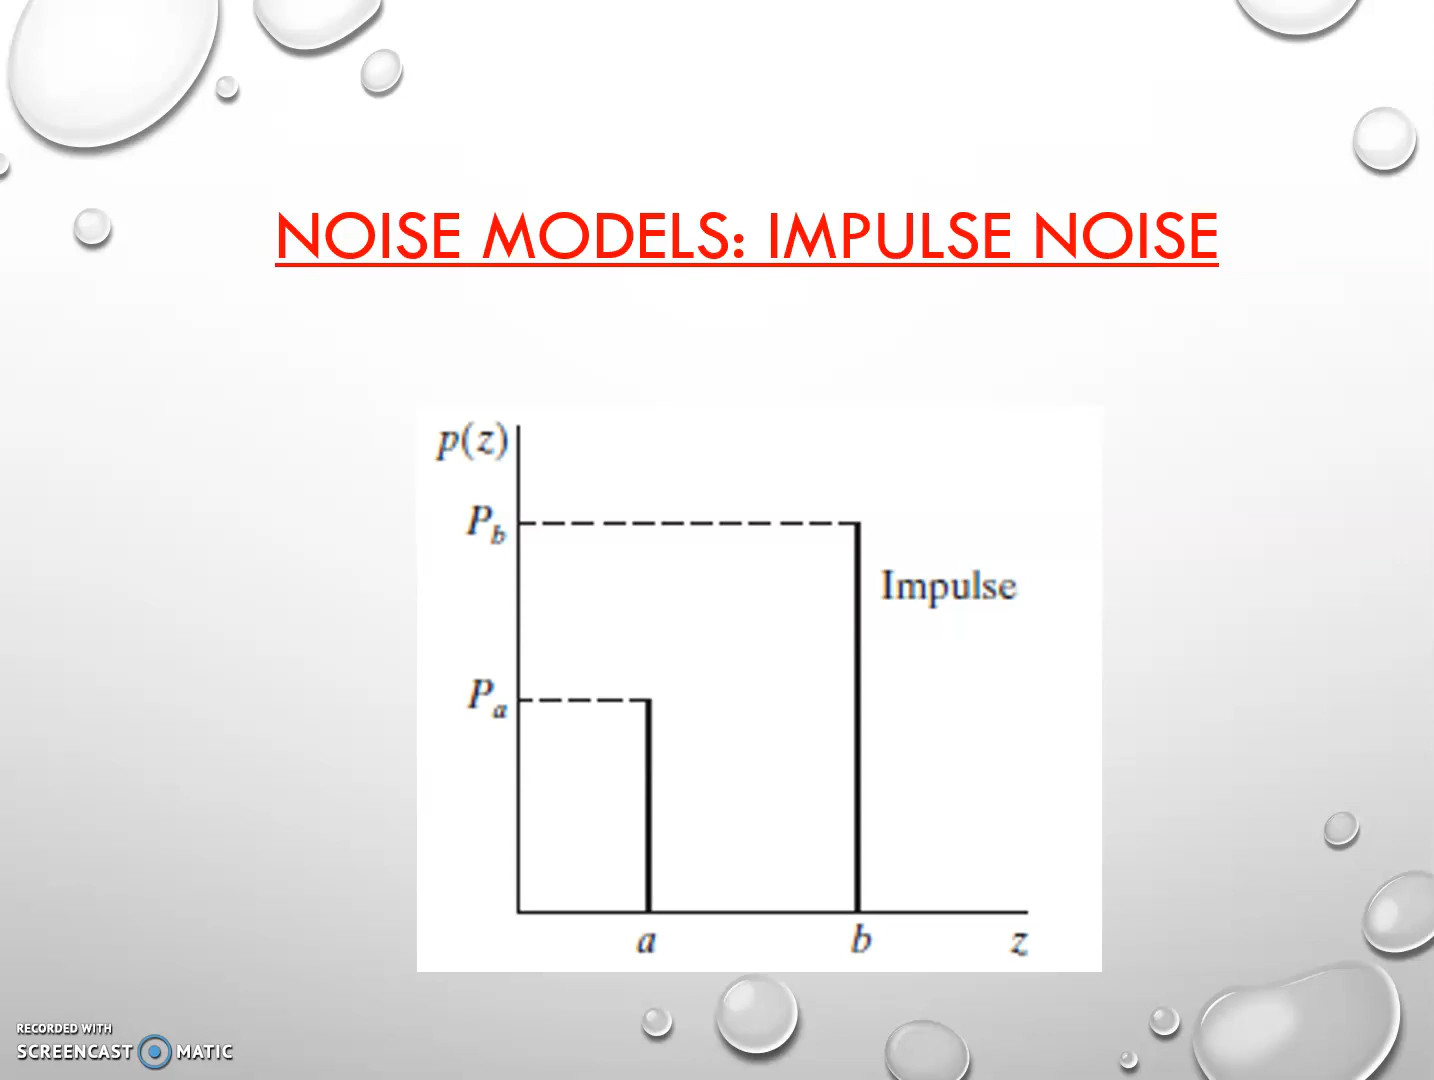 NOISE MODELS: IMPULSE NOISE
p(z)
P_b
Impulse
P_a
a b z
RECORDED WITH
SCREENCAST MATIC